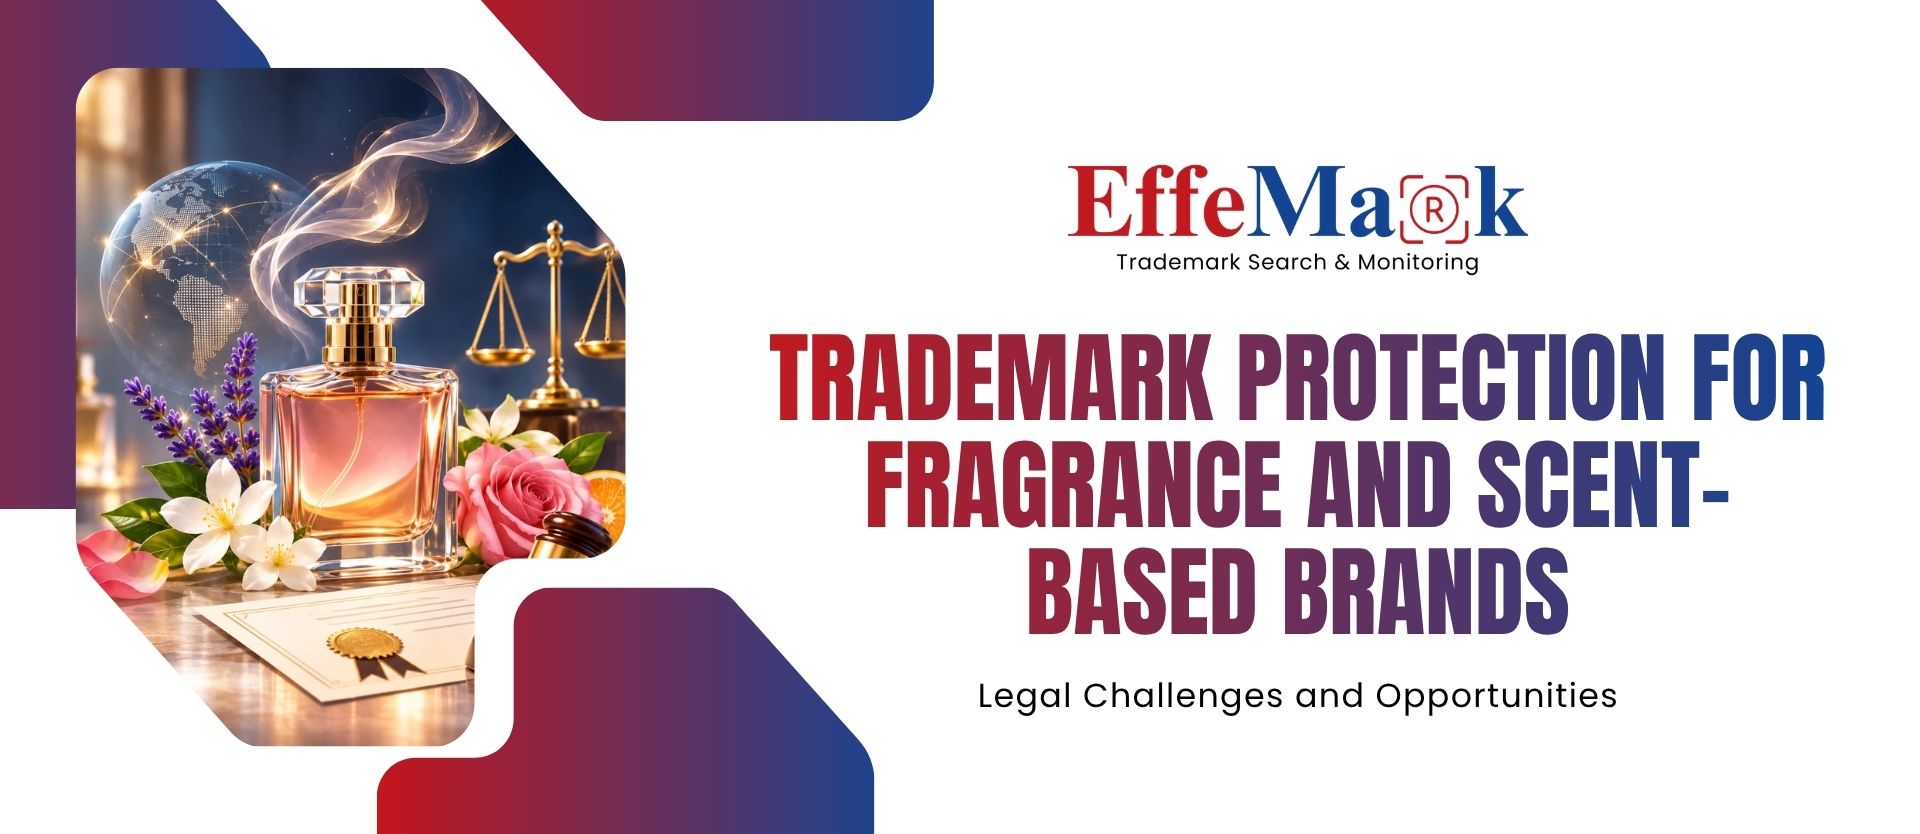 EffeMa®k
Trademark Search & Monitoring
TRADEMARK PROTECTION FOR
FRAGRANCE AND SCENT-
BASED BRANDS
Legal Challenges and Opportunities